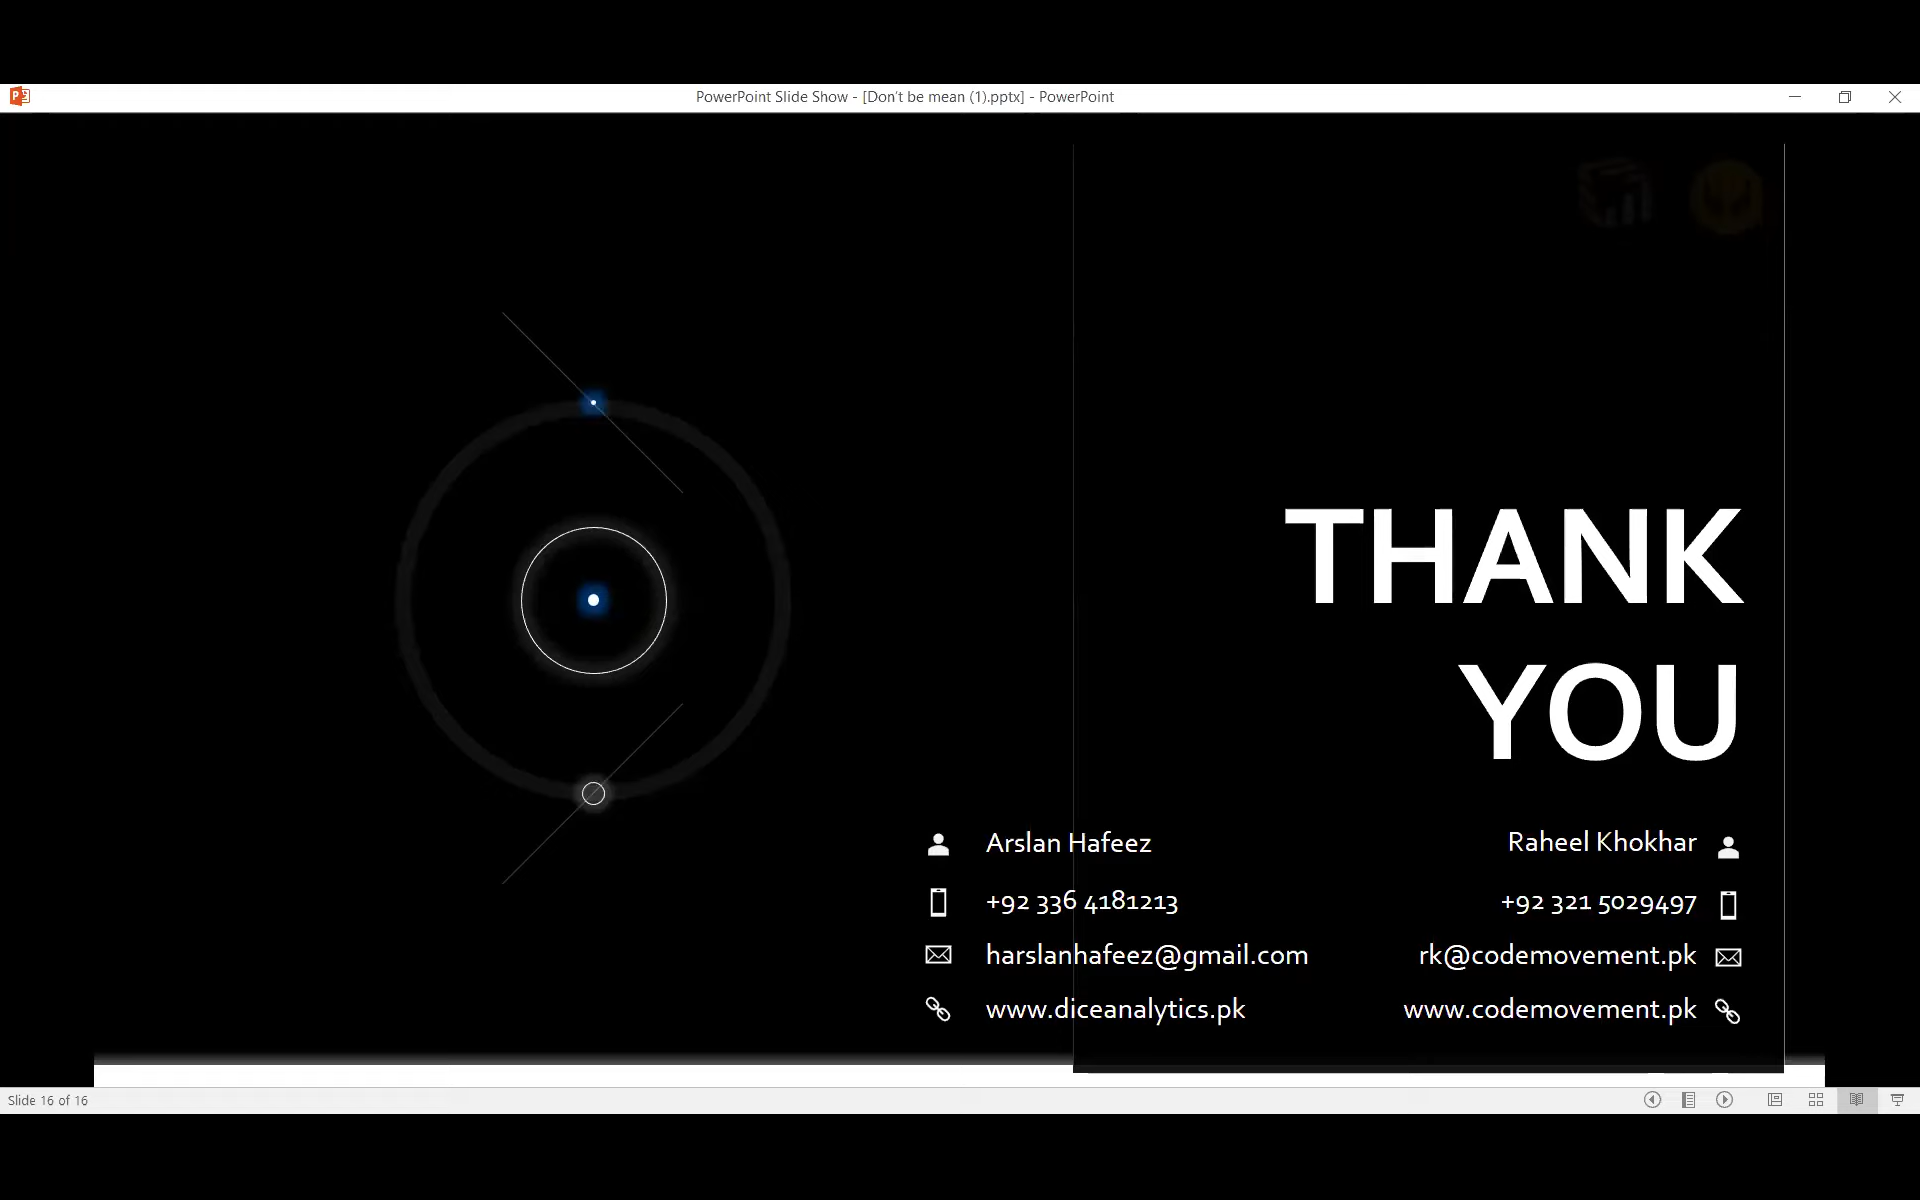 PowerPoint Slide Show - [Don't be mean (1).pptx] - PowerPoint
THANK
YOU
Arslan Hafeez
+92 336 4181213
harslanhafeez@gmail.com
www.diceanalytics.pk
Raheel Khokhar
+92 321 5029497
rk@codemovement.pk
www.codemovement.pk
Slide 16 of 16